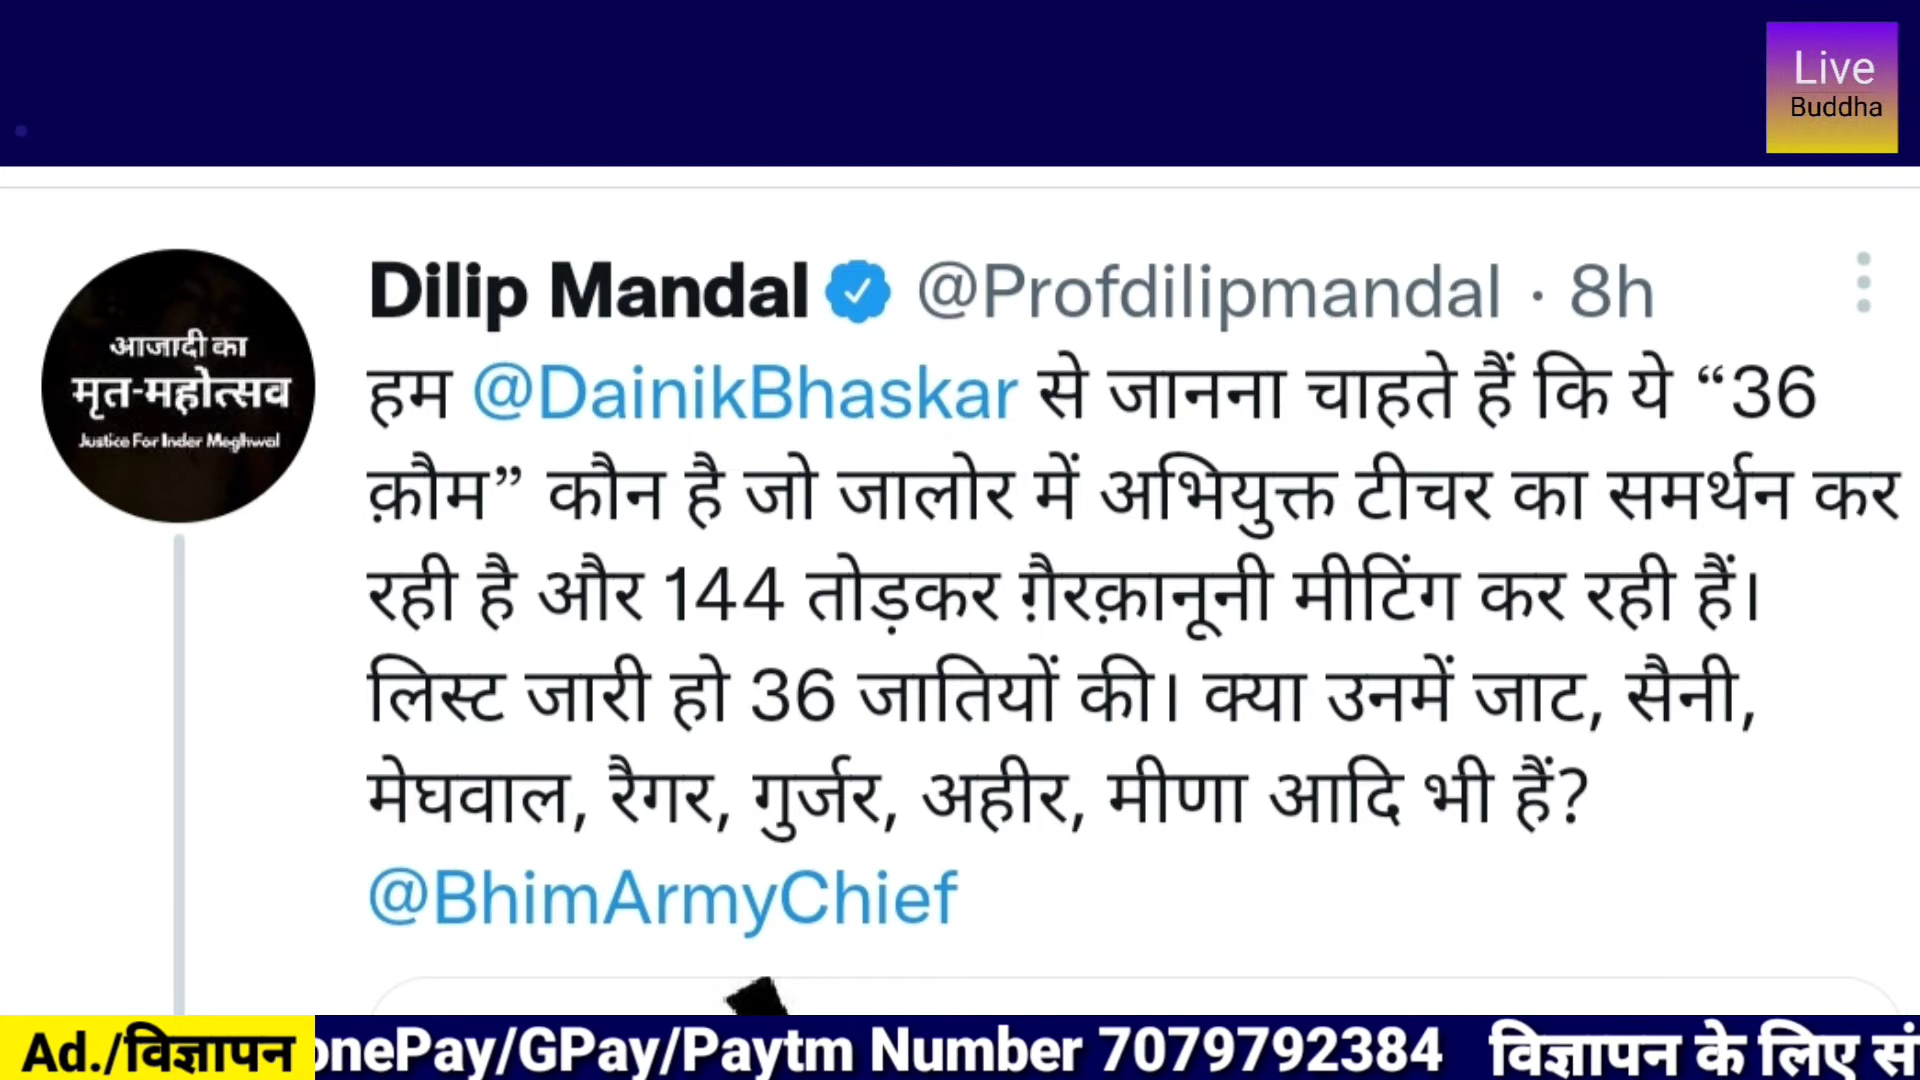 Live
Buddha
आजादी का
मृत-महोत्सव
Justice For Inder Meghwal
Dilip Mandal @Profdilipmandal · 8h
हम @DainikBhaskar से जानना चाहते हैं कि ये “36
क़ौम” कौन है जो जालोर में अभियुक्त टीचर का समर्थन कर
रही है और 144 तोड़कर ग़ैरक़ानूनी मीटिंग कर रही हैं।
लिस्ट जारी हो 36 जातियों की। क्या उनमें जाट, सैनी,
मेघवाल, रैगर, गुर्जर, अहीर, मीणा आदि भी हैं?
@BhimArmyChief
Ad./विज्ञापन onePay/GPay/Paytm Number 7079792384 विज्ञापन के लिए सं